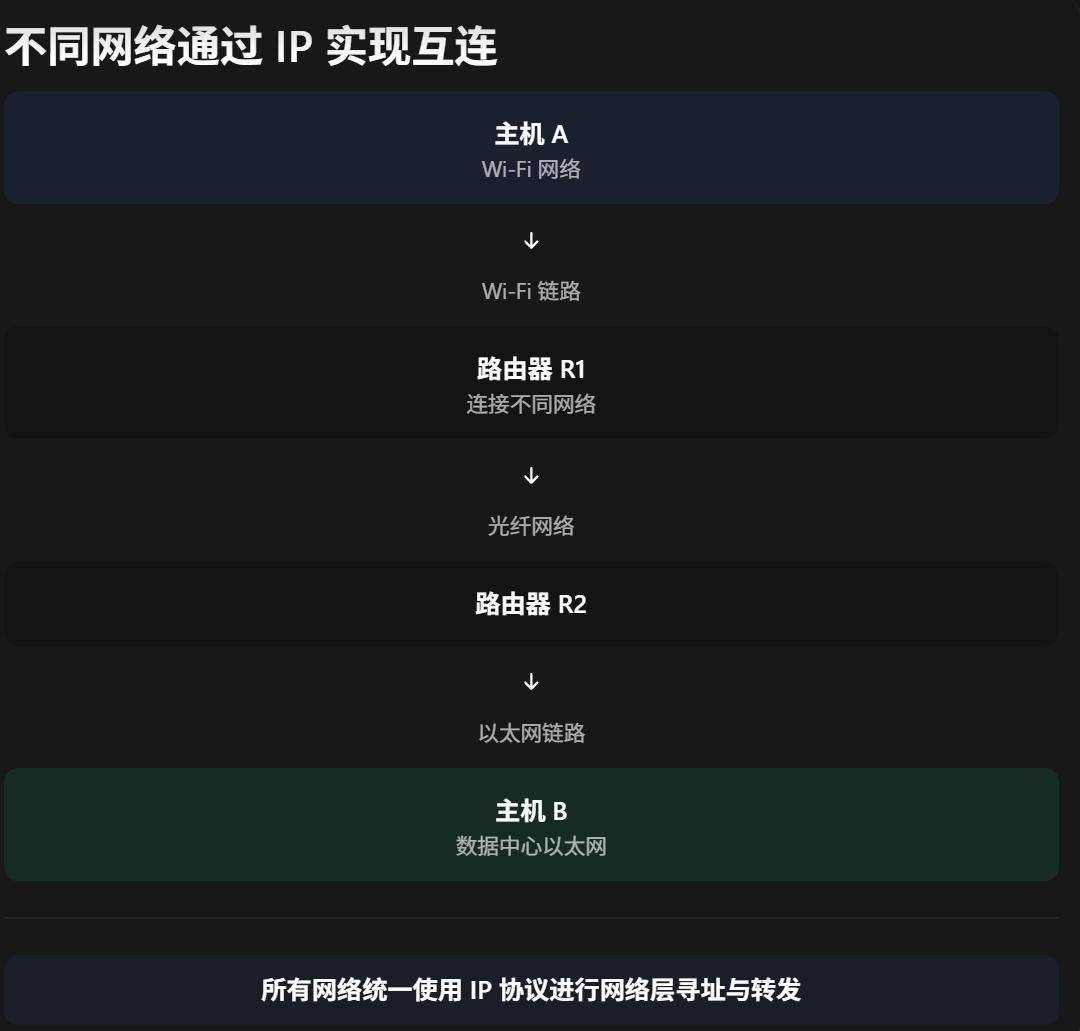 不同网络通过 IP 实现互连
主机 A
Wi-Fi 网络
↓
Wi-Fi 链路
路由器 R1
连接不同网络
↓
光纤网络
路由器 R2
↓
以太网链路
主机 B
数据中心以太网
所有网络统一使用 IP 协议进行网络层寻址与转发